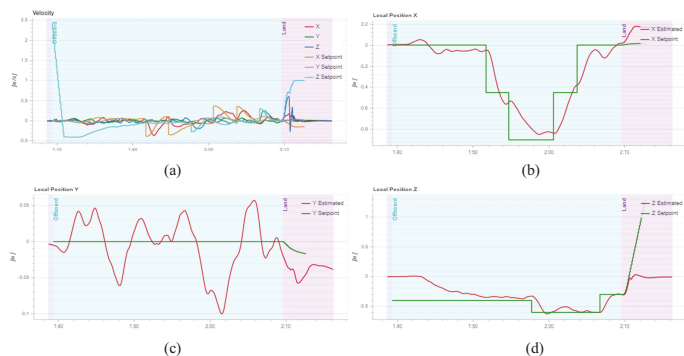 Velocity
2.5
2
1.5
1
0.5
0
0.5
[m/s]
Offboard
Land
X
Y
Z
X Setpoint
Y Setpoint
Z Setpoint
1:40
2:00
2:10
(a)
Local Position X
0.2
0
0.2
0.4
0.6
0.8
[m]
Offboard
Land
X Estimated
X Setpoint
1:40
1:50
2:00
2:10
(b)
Local Position Y
0.05
0
0.05
0.1
[m]
Offboard
Land
Y Estimated
Y Setpoint
1:40
1:50
2:00
2:10
(c)
Local Position Z
1
0.5
0
0.5
[m]
Offboard
Land
Z Estimated
Z Setpoint
1:40
1:50
2:00
2:10
(d)